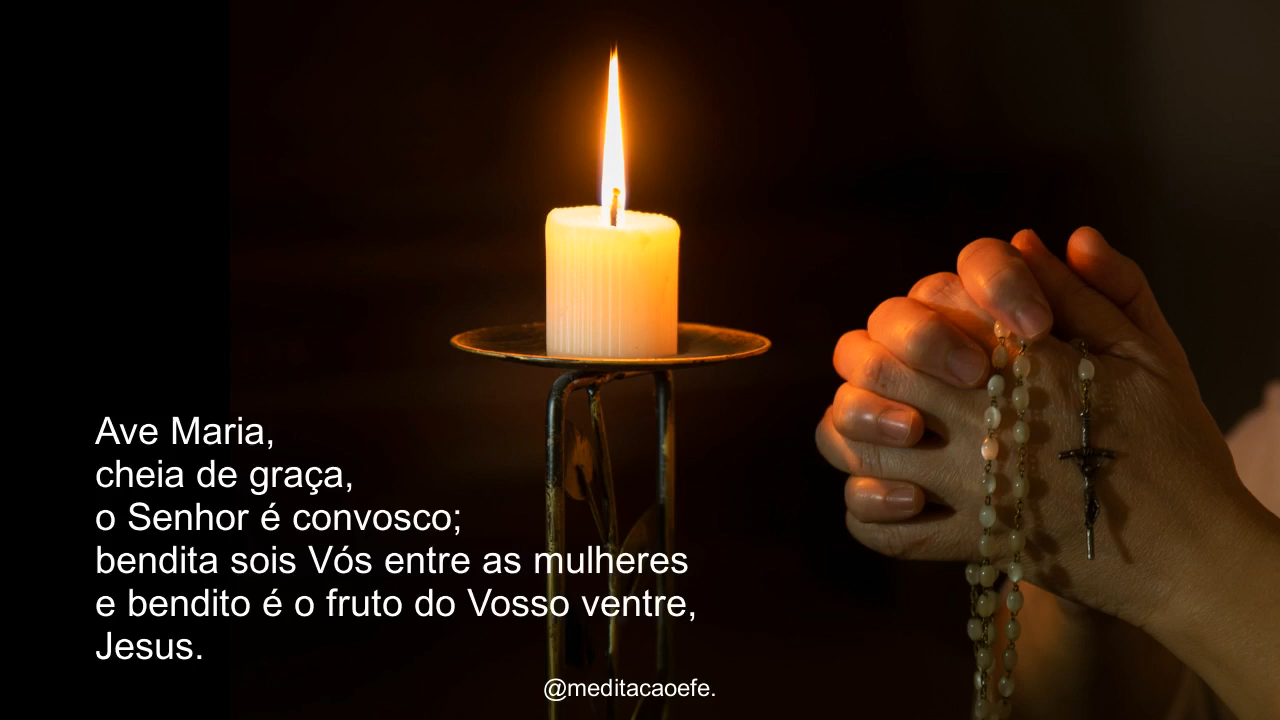 Ave Maria,
cheia de graça,
o Senhor é convosco;
bendita sois Vós entre as mulheres
e bendito é o fruto do Vosso ventre,
Jesus.
@meditacaoefe.